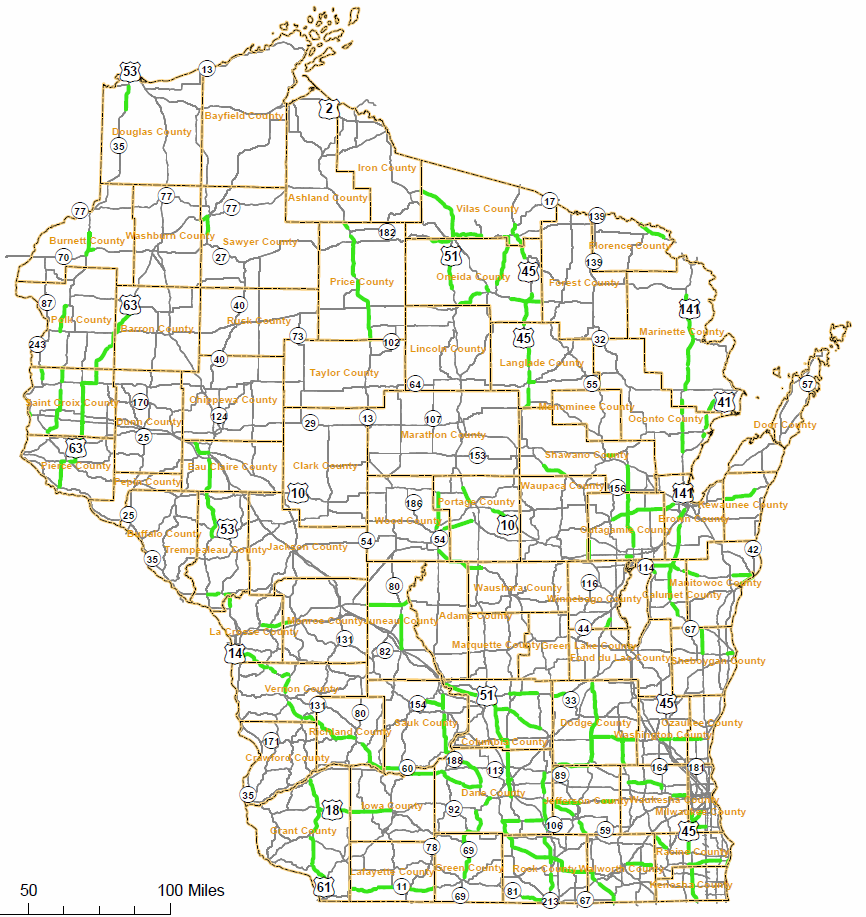 53
13
2
Bayfield County
Douglas County
35
Iron County
77
Ashland County
17
77
77
Vilas County
139
182
Washburn County
Burnett County
Sawyer County
Florence County
70
27
51
139
45
Oneida County
Price County
Forest County
87
63
40
141
Polk County
Rusk County
Barron County
Marinette County
73
45
32
243
102
Lincoln County
40
Langlade County
Taylor County
64
55
57
Saint Croix County
170
Chippewa County
41
Menominee County
124
13
107
Oconto County
Dunn County
29
Door County
25
Marathon County
63
153
Shawano County
Pierce County
Eau Claire County
Clark County
Pepin County
Waupaca County
156
10
141
186
Portage County
Kewaunee County
25
Wood County
10
Brown County
53
Outagamie County
Buffalo County
Trempealeau County
Jackson County
54
54
42
35
114
80
116
Manitowoc County
Waushara County
Calumet County
Winnebago County
Adams County
Monroe County
Juneau County
La Crosse County
44
67
131
Marquette County
Green Lake County
14
82
Fond du Lac County
Sheboygan County
Vernon County
51
131
154
33
45
80
Sauk County
Dodge County
Ozaukee County
Richland County
Washington County
171
Columbia County
Crawford County
188
60
113
164
181
89
35
Dane County
Iowa County
Jefferson County
Waukesha County
18
92
Milwaukee County
Grant County
106
59
45
78
69
Racine County
Lafayette County
Green County
Rock County
Walworth County
61
11
69
81
213
67
Kenosha County
50
100 Miles